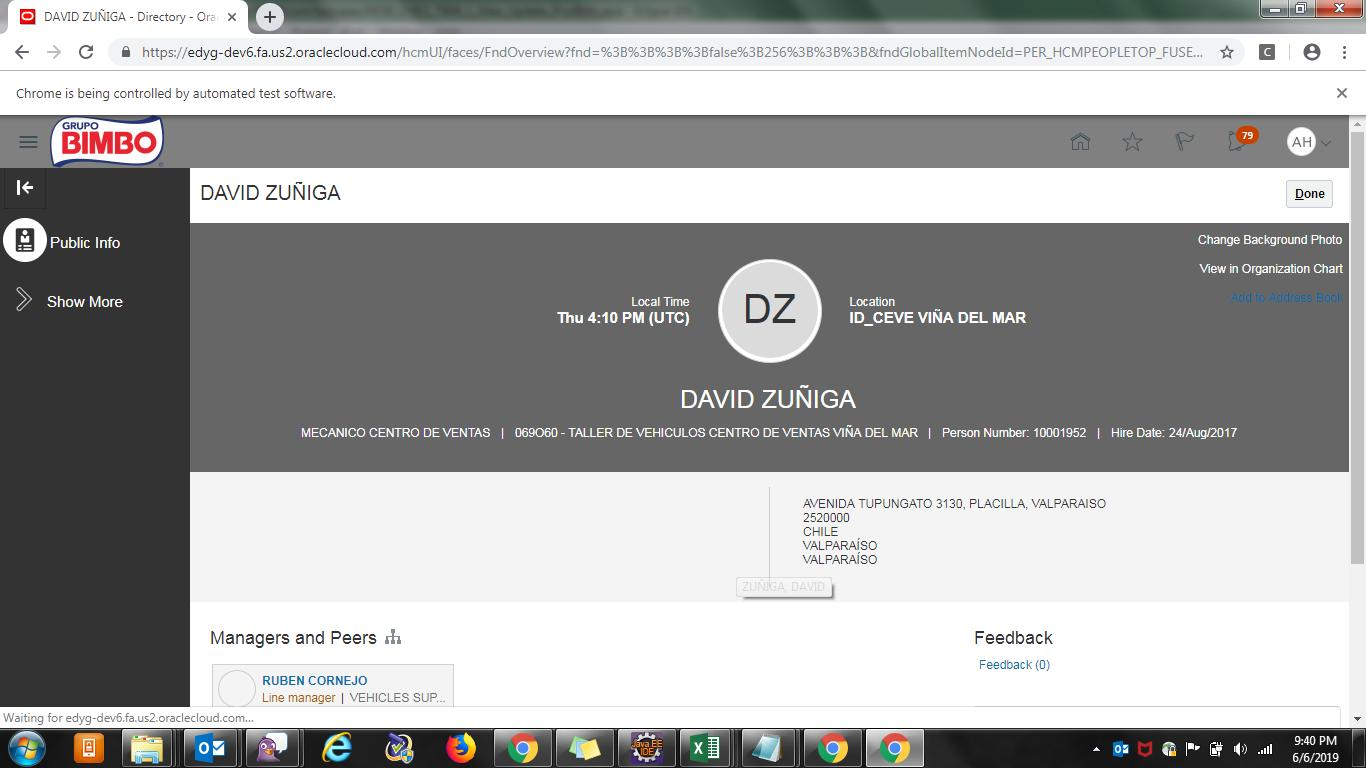 DAVID ZUÑIGA - Directory - Ora
https://edyg-dev6.fa.us2.oraclecloud.com/hcmUI/faces/FndOverview?fnd=%3B%3B%3B%3Bfalse%3B256%3B%3B%3B&fndGlobalItemNodeId=PER_HCMPEOPLETOP_FUSE...
C
Chrome is being controlled by automated test software.
GRUPO
BIMBO
79
AH
DAVID ZUÑIGA
Done
Public Info
Show More
Change Background Photo
View in Organization Chart
Add to Address Book
Local Time
Thu 4:10 PM (UTC)
DZ
Location
ID_CEVE VIÑA DEL MAR
DAVID ZUÑIGA
MECANICO CENTRO DE VENTAS | 069O60 - TALLER DE VEHICULOS CENTRO DE VENTAS VIÑA DEL MAR | Person Number: 10001952 | Hire Date: 24/Aug/2017
AVENIDA TUPUNGATO 3130, PLACILLA, VALPARAISO
2520000
CHILE
VALPARAÍSO
VALPARAÍSO
ZUÑIGA, DAVID
Managers and Peers
Feedback
Feedback (0)
RUBEN CORNEJO
Line manager | VEHICLES SUP...
Waiting for edyg-dev6.fa.us2.oraclecloud.com...
Java EE
IDE
9:40 PM
6/6/2019